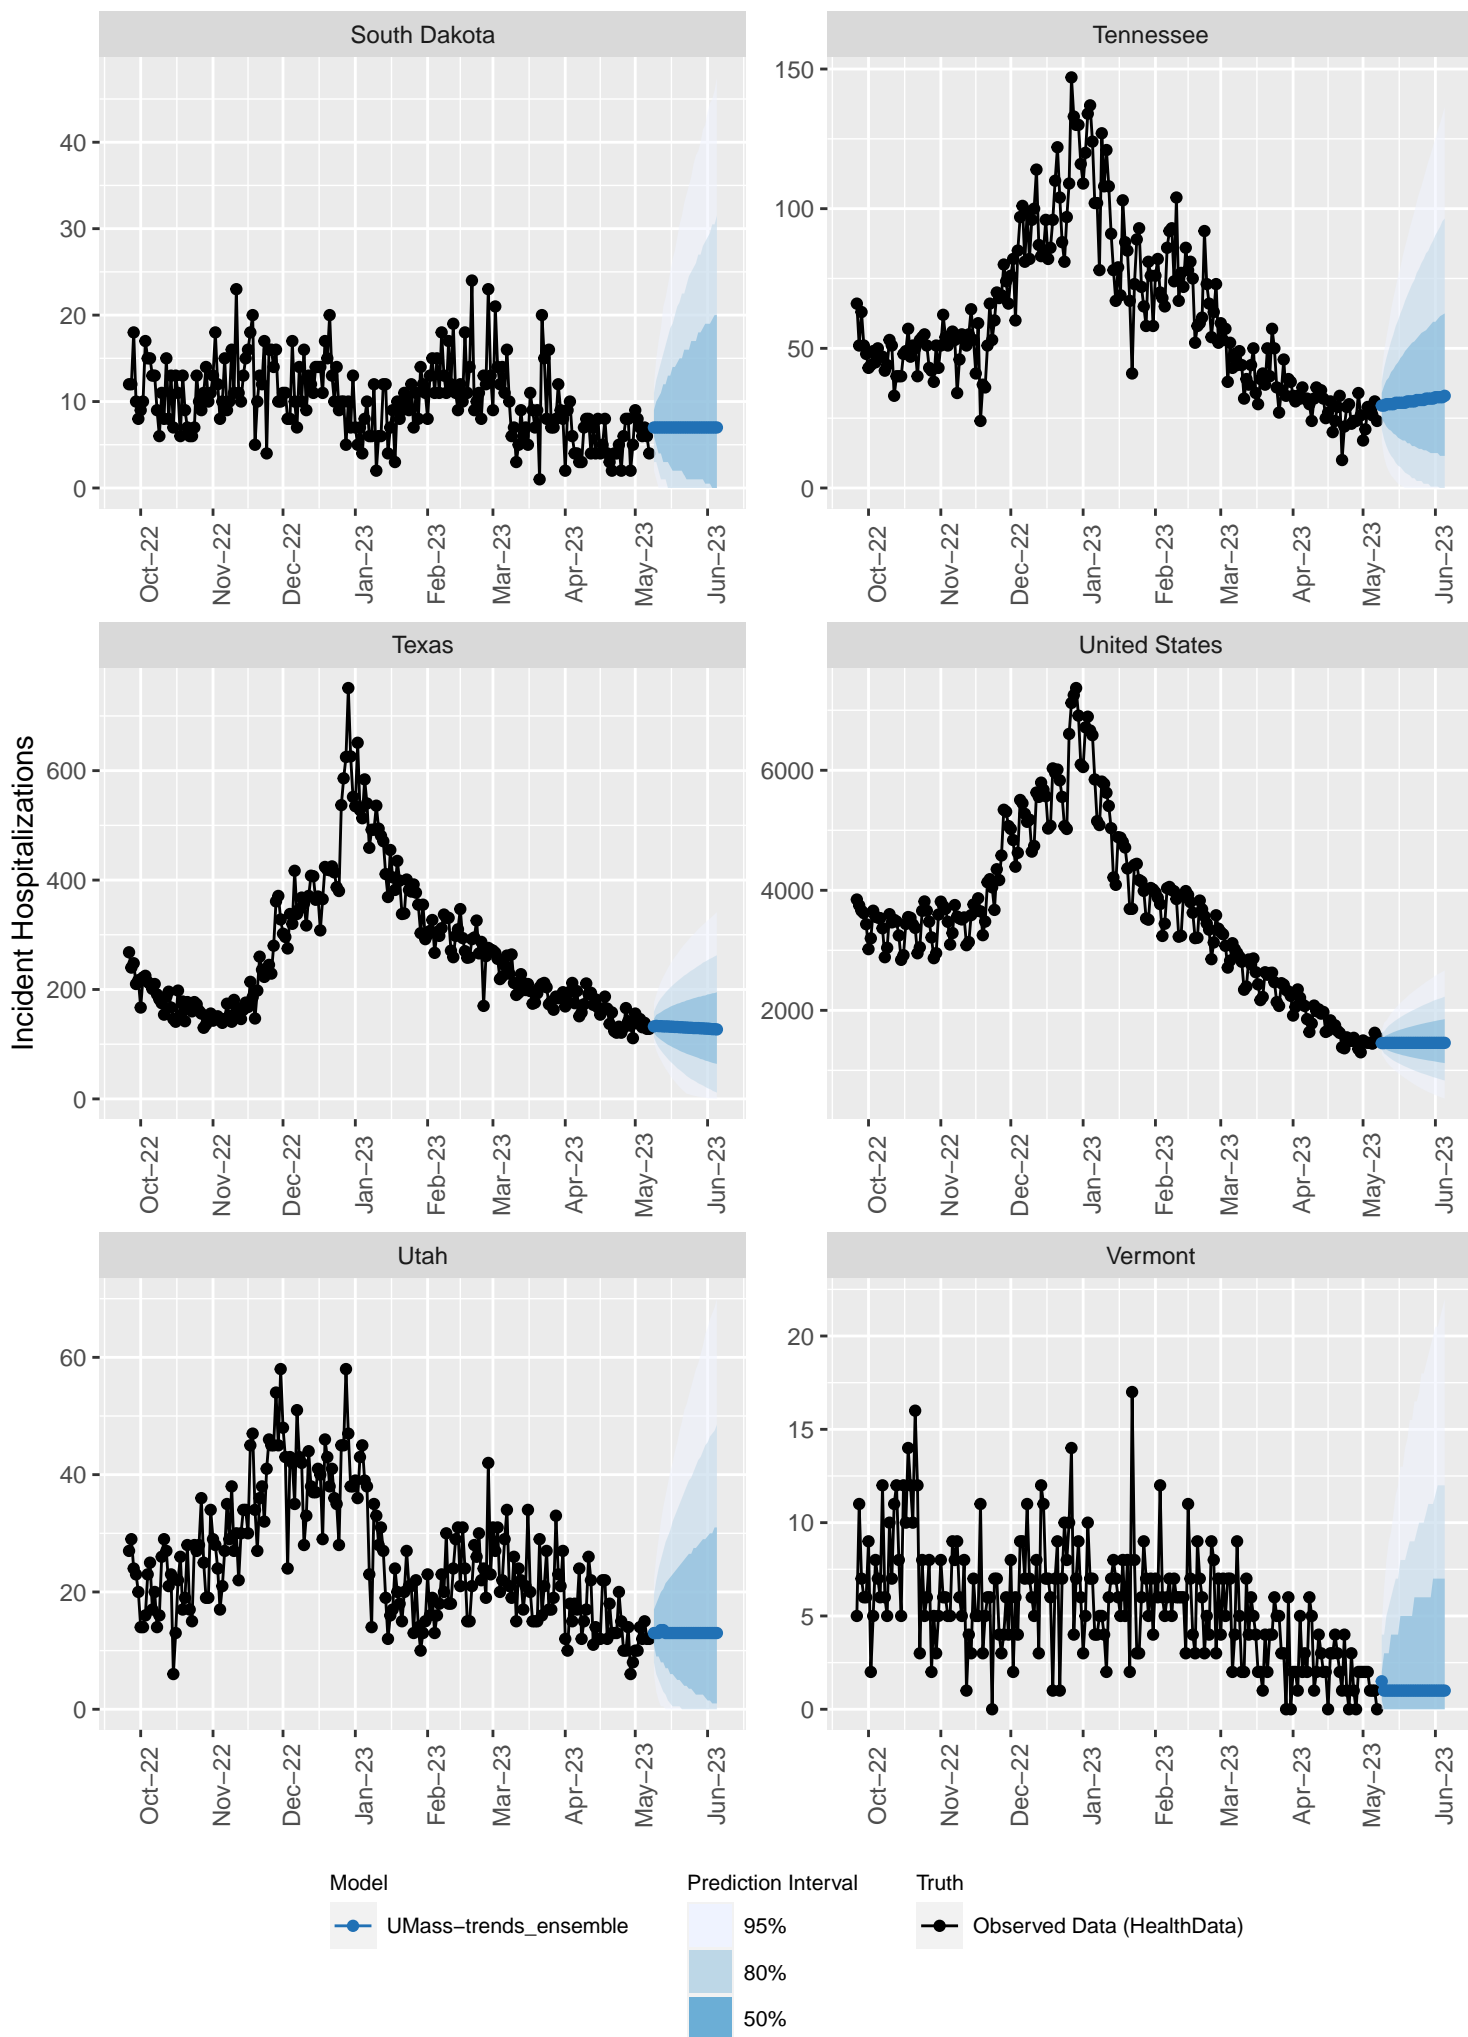 South Dakota
Tennessee
40
30
20
10
0
150
100
50
0
Oct−22
Nov−22
Dec−22
Jan−23
Feb−23
Mar−23
Apr−23
May−23
Jun−23
Oct−22
Nov−22
Dec−22
Jan−23
Feb−23
Mar−23
Apr−23
May−23
Jun−23
Texas
United States
Incident Hospitalizations
600
400
200
0
6000
4000
2000
Oct−22
Nov−22
Dec−22
Jan−23
Feb−23
Mar−23
Apr−23
May−23
Jun−23
Oct−22
Nov−22
Dec−22
Jan−23
Feb−23
Mar−23
Apr−23
May−23
Jun−23
Utah
Vermont
60
40
20
0
20
15
10
5
0
Oct−22
Nov−22
Dec−22
Jan−23
Feb−23
Mar−23
Apr−23
May−23
Jun−23
Oct−22
Nov−22
Dec−22
Jan−23
Feb−23
Mar−23
Apr−23
May−23
Jun−23
Model
UMass−trends_ensemble
Prediction Interval
95%
80%
50%
Truth
Observed Data (HealthData)